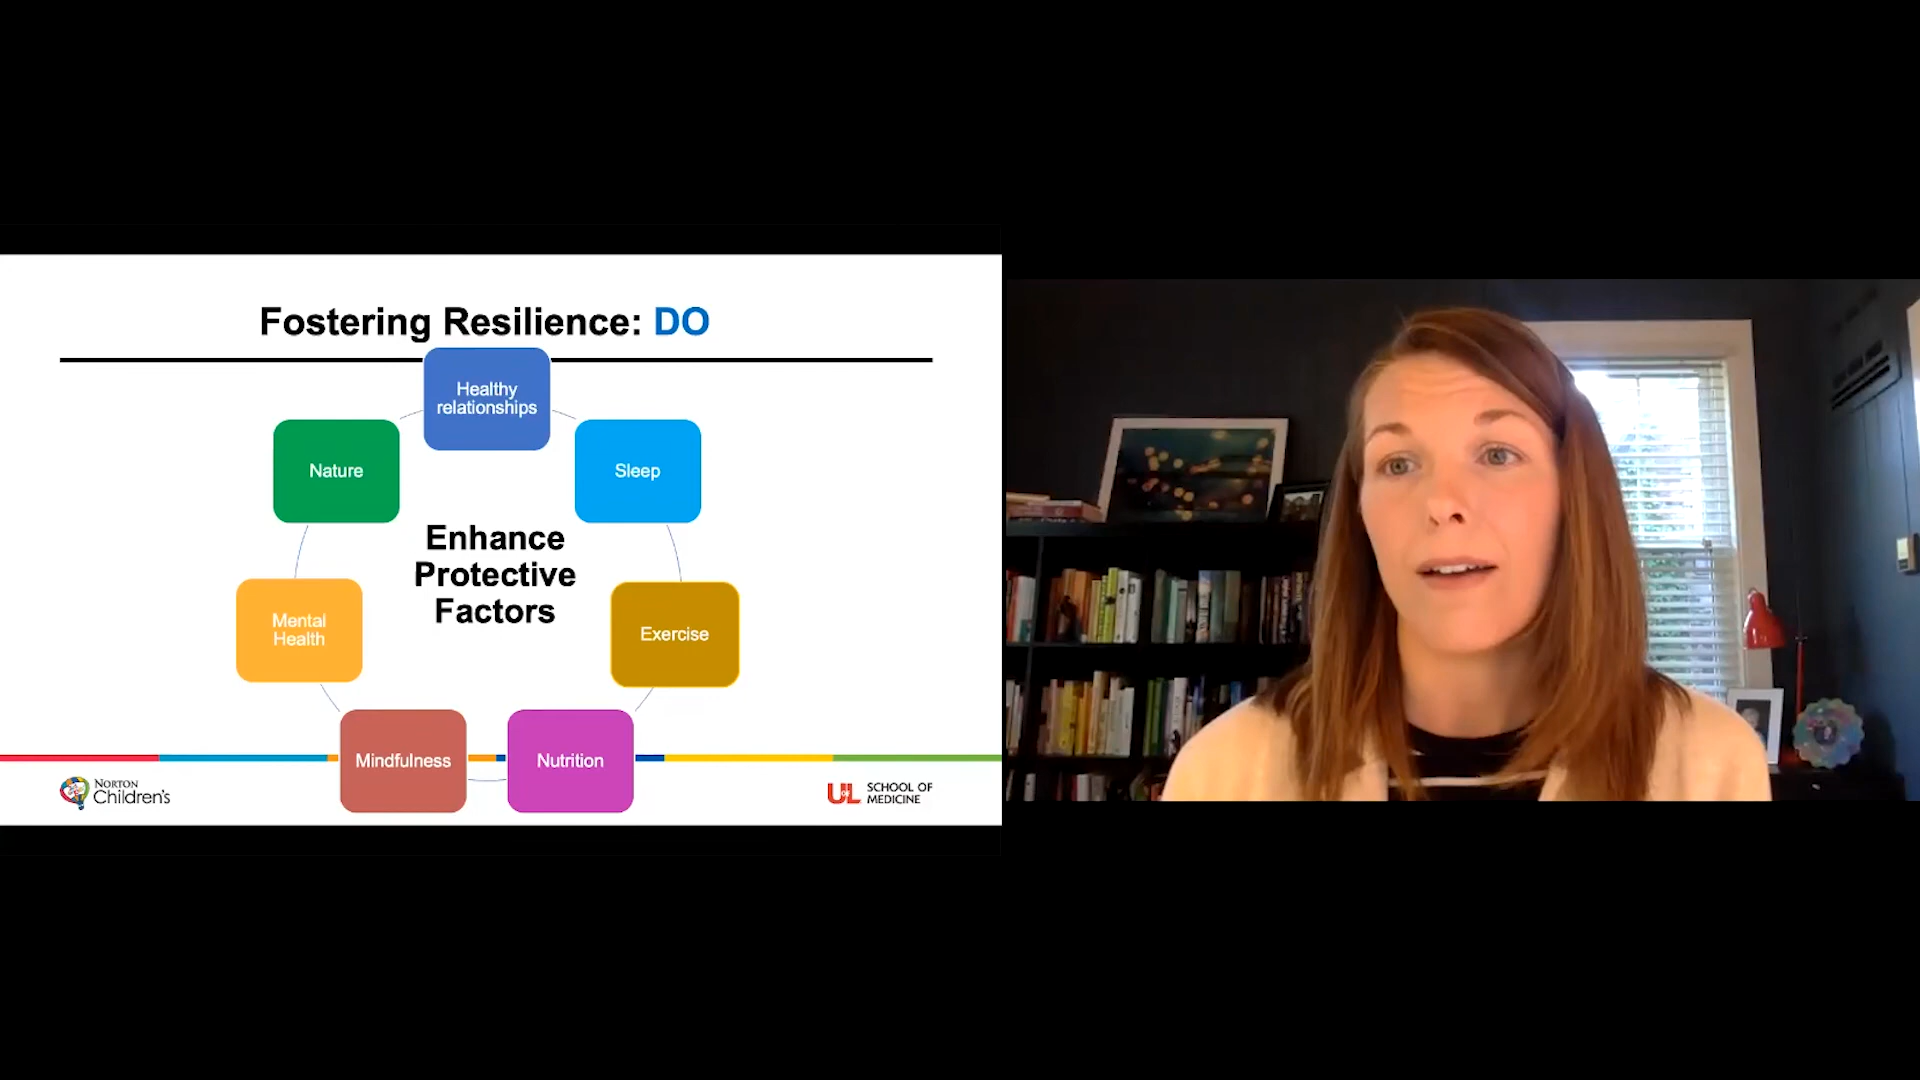 Fostering Resilience: DO
Healthy
relationships
Nature
Sleep
Enhance
Protective
Factors
Mental
Health
Exercise
Mindfulness
Nutrition
NORTON
Children's
UofL
SCHOOL OF
MEDICINE